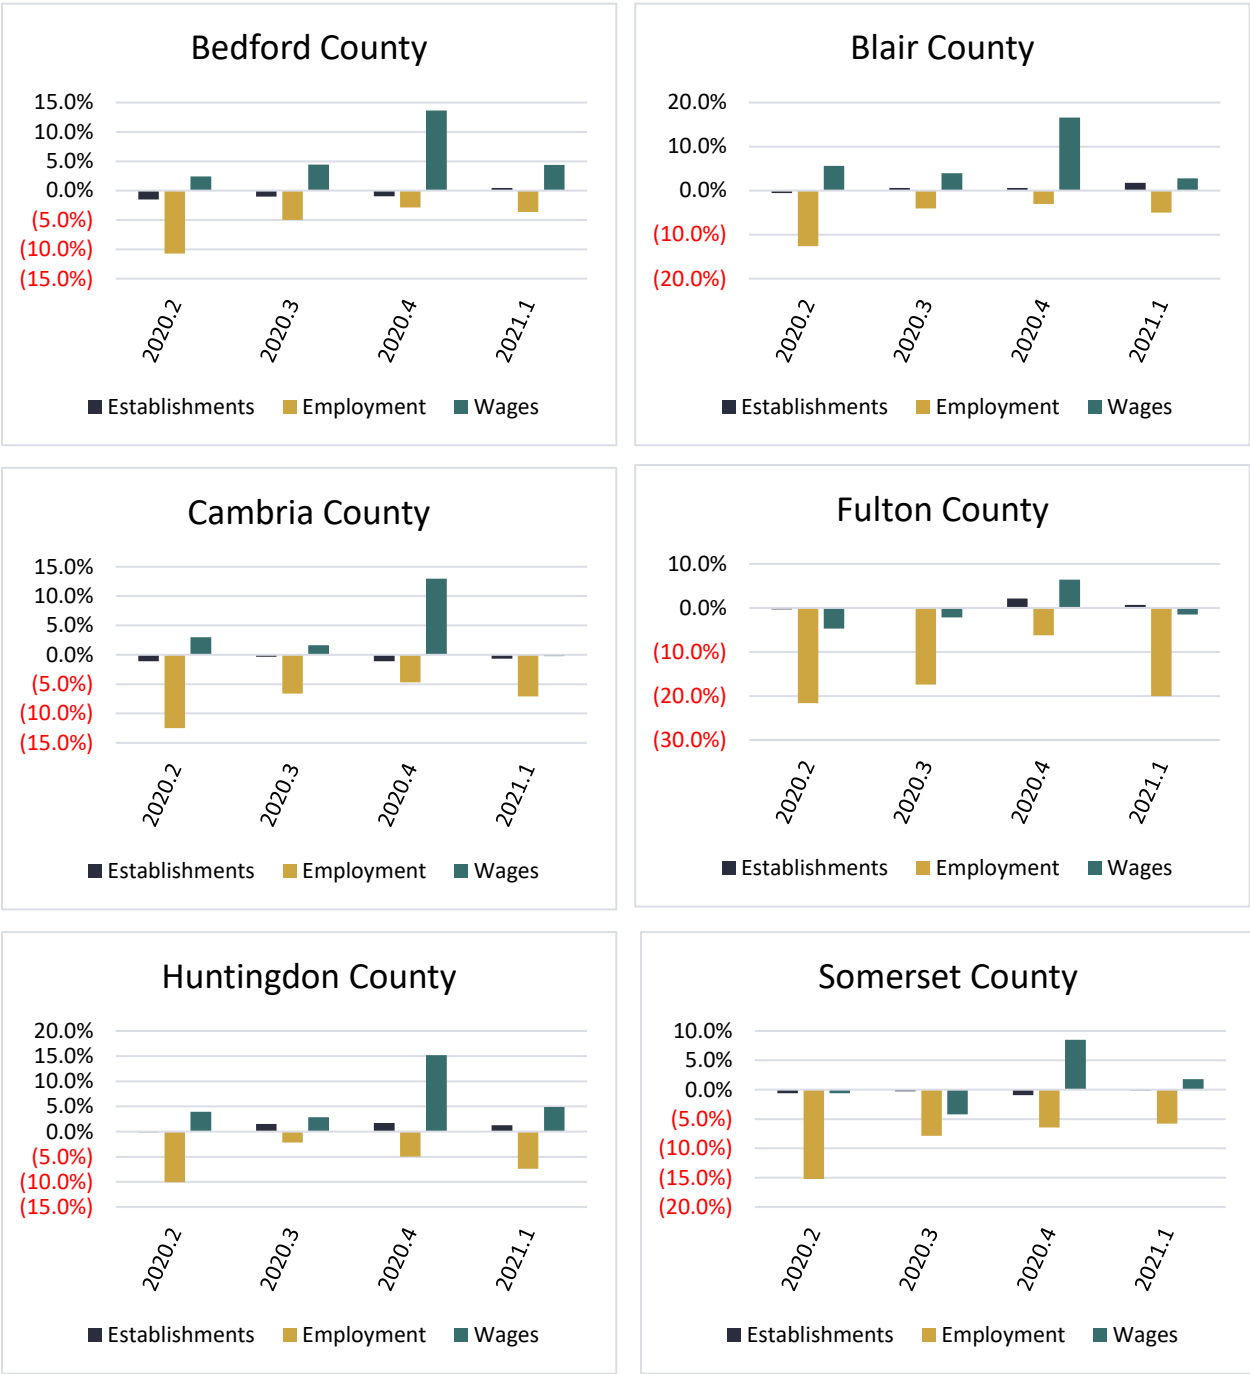 Bedford County
15.0%
10.0%
5.0%
0.0%
(5.0%)
(10.0%)
(15.0%)
2020.2 2020.3 2020.4 2021.1
Establishments Employment Wages
Blair County
20.0%
10.0%
0.0%
(10.0%)
(20.0%)
2020.2 2020.3 2020.4 2021.1
Establishments Employment Wages
Cambria County
15.0%
10.0%
5.0%
0.0%
(5.0%)
(10.0%)
(15.0%)
2020.2 2020.3 2020.4 2021.1
Establishments Employment Wages
Fulton County
10.0%
0.0%
(10.0%)
(20.0%)
(30.0%)
2020.2 2020.3 2020.4 2021.1
Establishments Employment Wages
Huntingdon County
20.0%
15.0%
10.0%
5.0%
0.0%
(5.0%)
(10.0%)
(15.0%)
2020.2 2020.3 2020.4 2021.1
Establishments Employment Wages
Somerset County
10.0%
5.0%
0.0%
(5.0%)
(10.0%)
(15.0%)
(20.0%)
2020.2 2020.3 2020.4 2021.1
Establishments Employment Wages